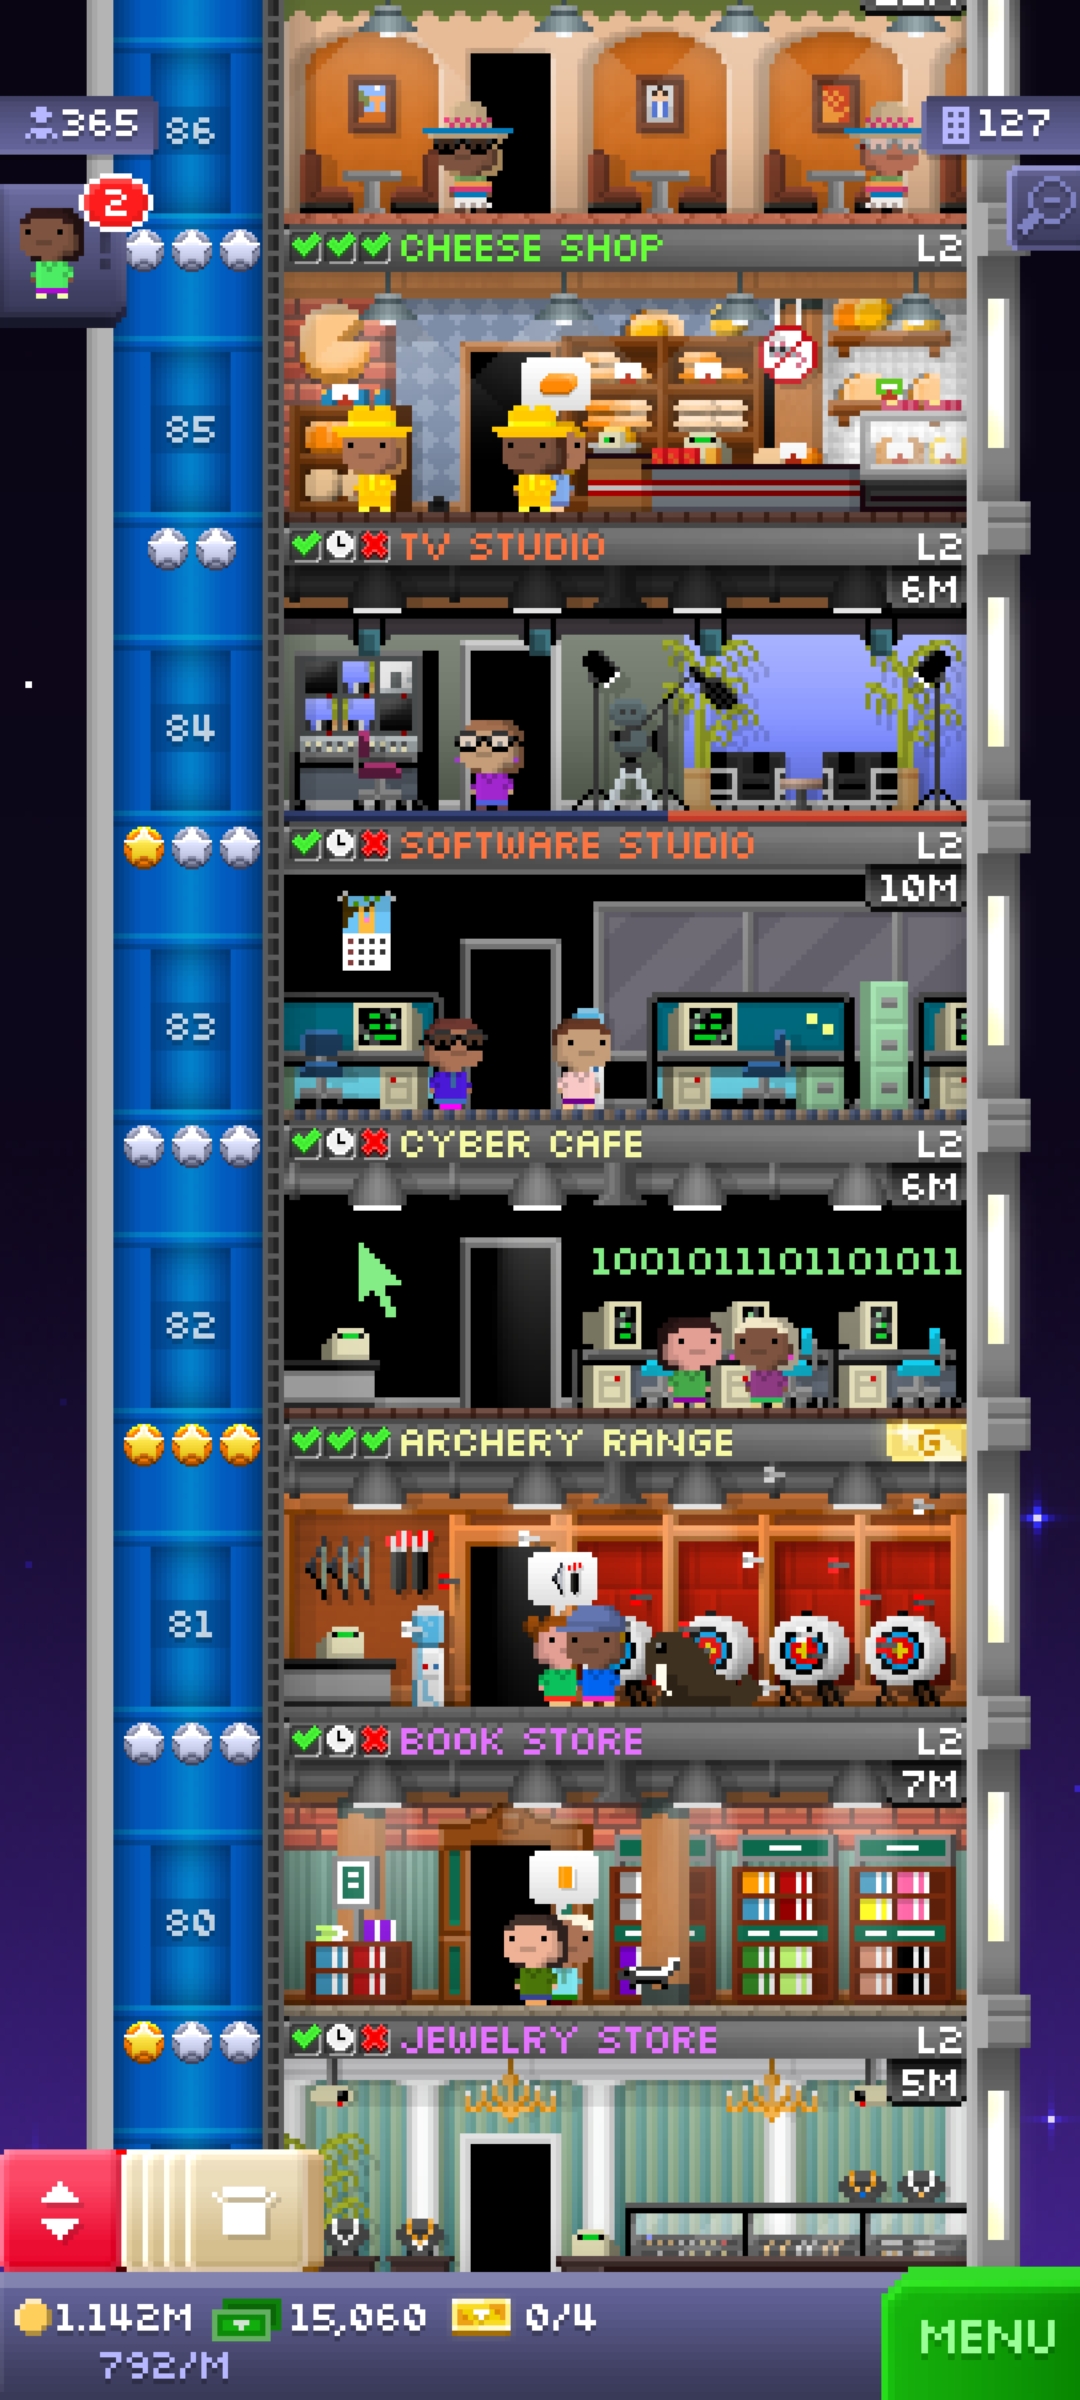 86
365
127
2
CHEESE SHOP L2
85
TV STUDIO L2
6M
84
SOFTWARE STUDIO L2
10M
83
CYBER CAFE L2
6M
1001011101101011
82
ARCHERY RANGE G
81
BOOK STORE L2
7M
8
80
JEWELRY STORE L2
5M
1.142M 15,060 0/4
792/M
MENU